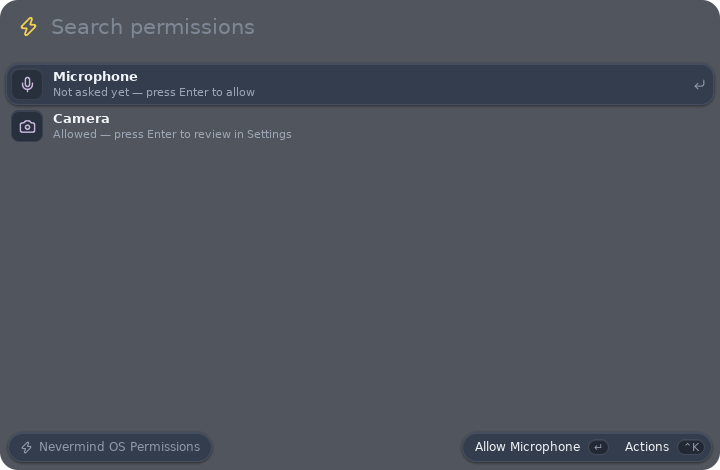 Search permissions
Microphone
Not asked yet — press Enter to allow
Camera
Allowed — press Enter to review in Settings
Nevermind OS Permissions
Allow Microphone ↵ Actions ^K